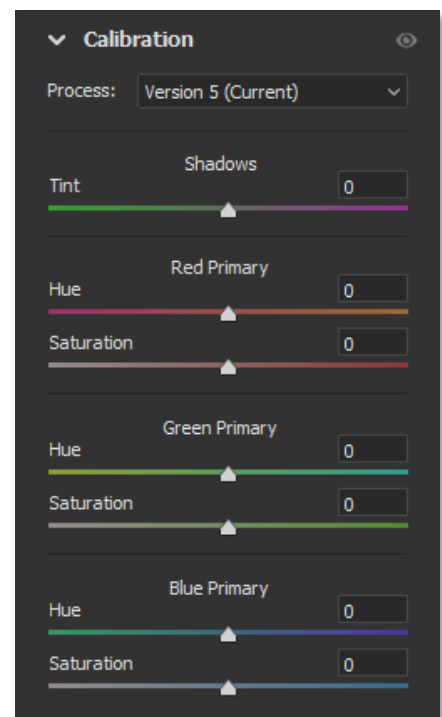 Calibration
Process: Version 5 (Current)
Shadows
Tint 0
Red Primary
Hue 0
Saturation 0
Green Primary
Hue 0
Saturation 0
Blue Primary
Hue 0
Saturation 0